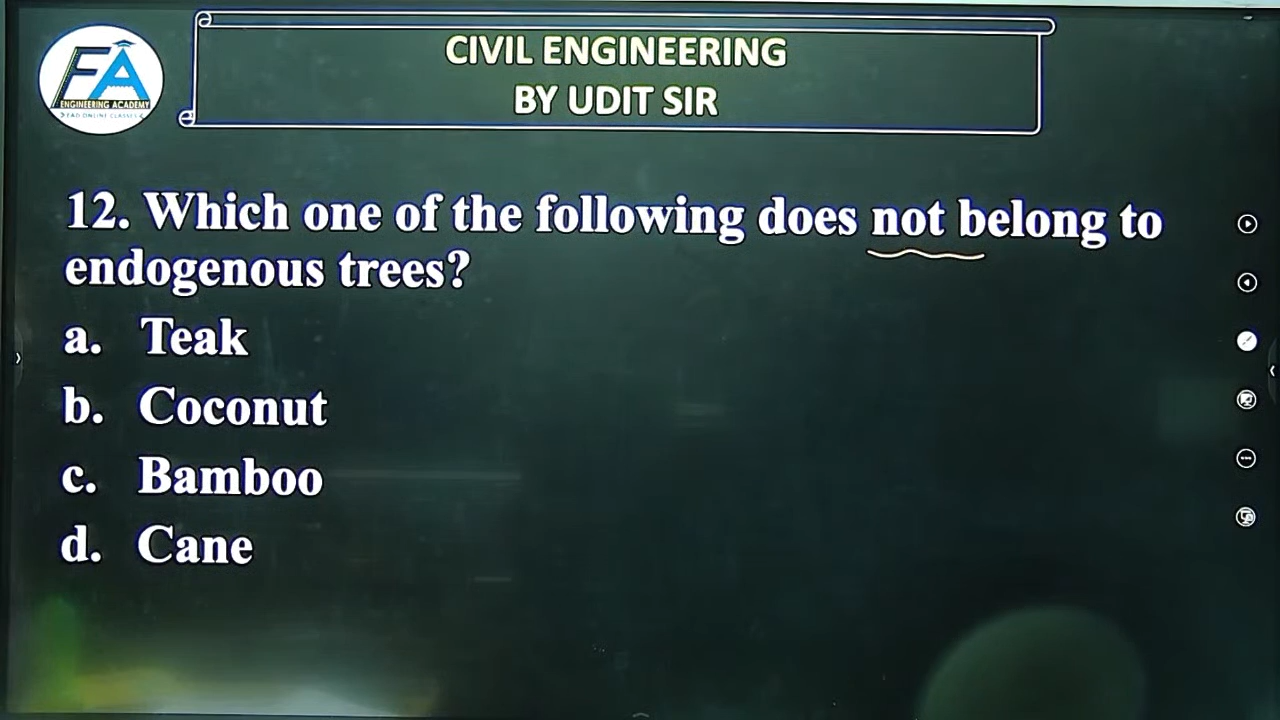 CIVIL ENGINEERING
BY UDIT SIR
FA
ENGINEERING ACADEMY
12. Which one of the following does not belong to
endogenous trees?
a. Teak
b. Coconut
c. Bamboo
d. Cane